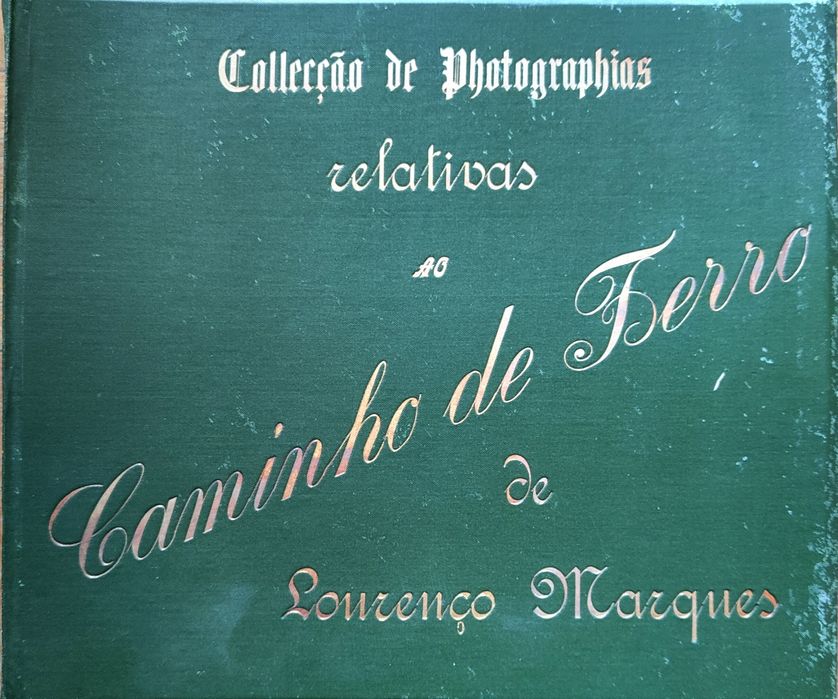 Collecção de Photographias
relativas
AO
Caminho de Ferro
de
Lourenço Marques